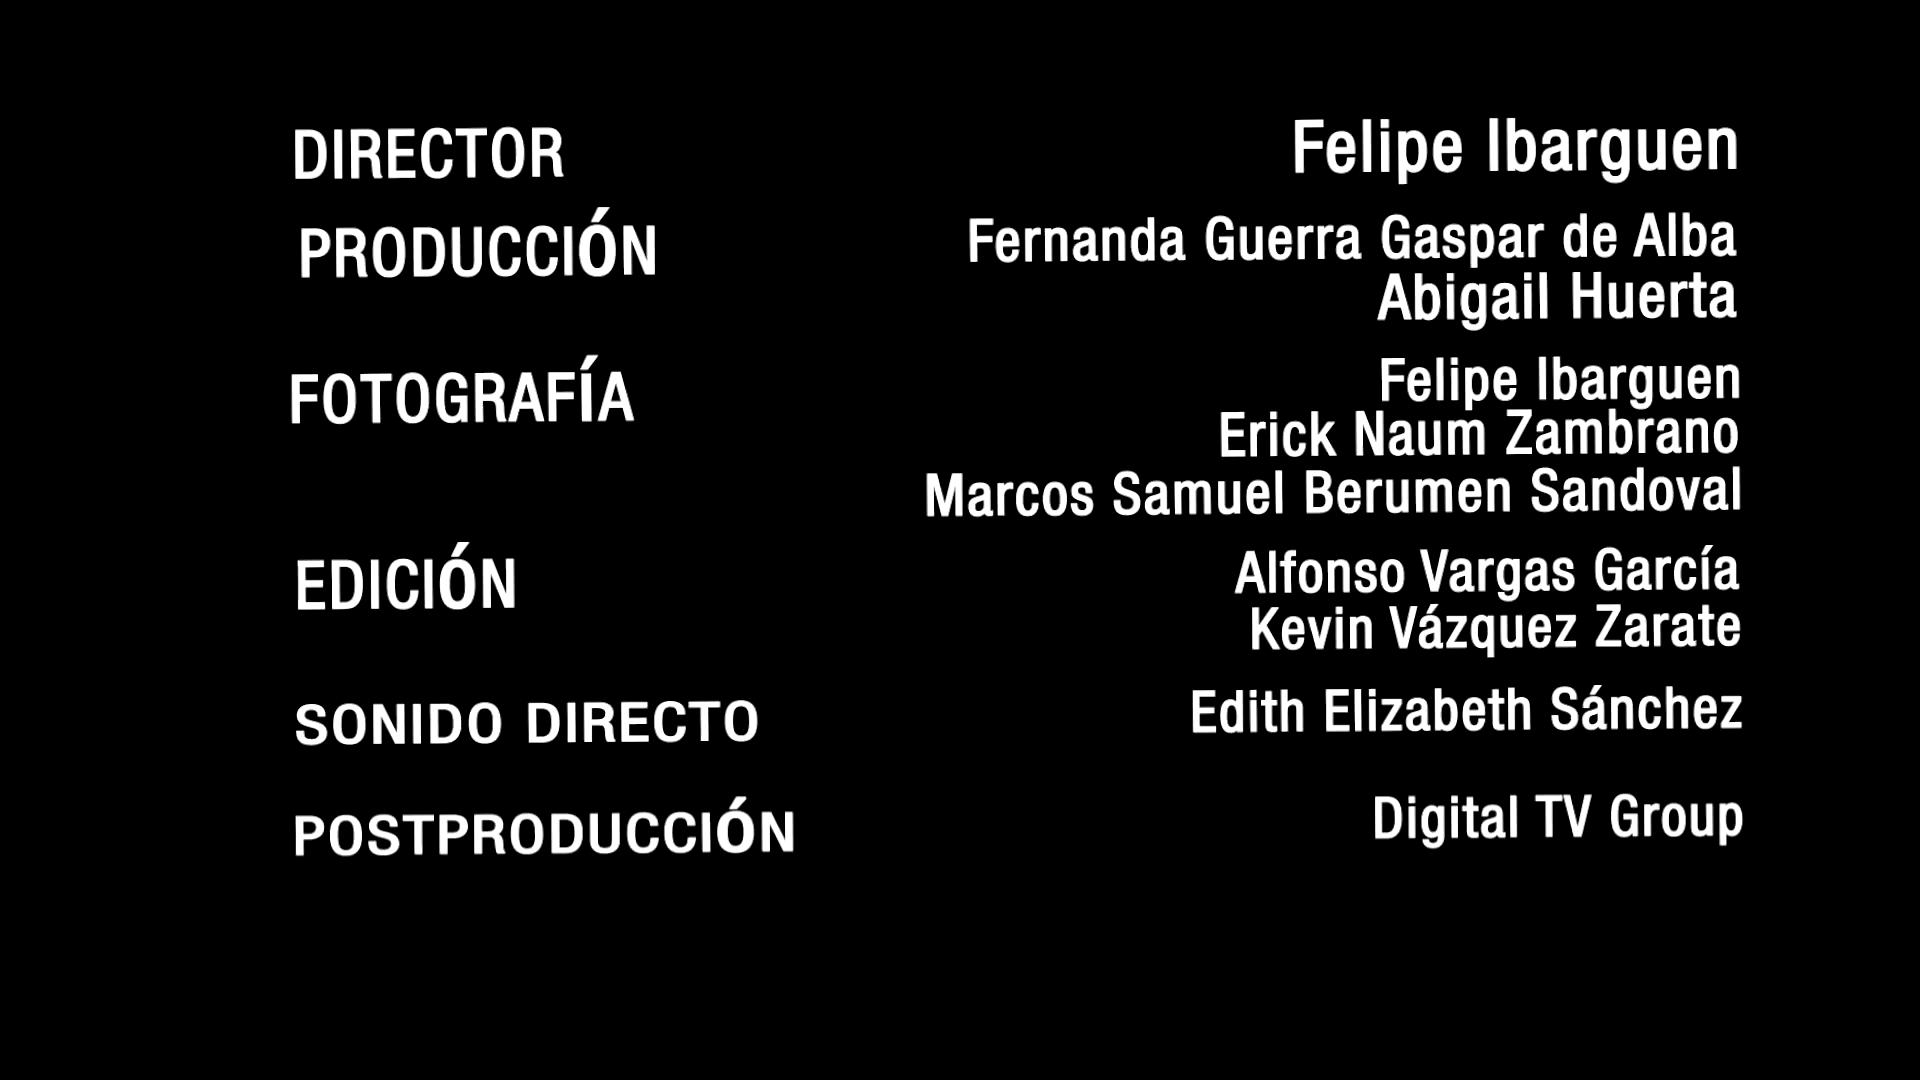 DIRECTOR Felipe Ibarguen
PRODUCCIÓN Fernanda Guerra Gaspar de Alba
Abigail Huerta
FOTOGRAFÍA Felipe Ibarguen
Erick Naum Zambrano
Marcos Samuel Berumen Sandoval
EDICIÓN Alfonso Vargas García
Kevin Vázquez Zarate
SONIDO DIRECTO Edith Elizabeth Sánchez
POSTPRODUCCIÓN Digital TV Group